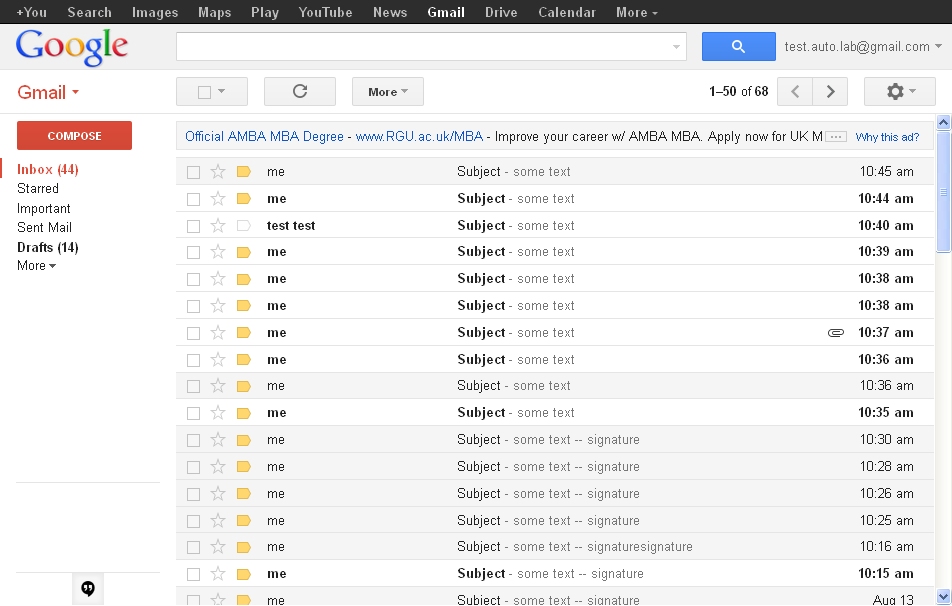 +You Search Images Maps Play YouTube News Gmail Drive Calendar More
Google test.auto.lab@gmail.com
Gmail More 1–50 of 68
COMPOSE
Official AMBA MBA Degree - www.RGU.ac.uk/MBA - Improve your career w/ AMBA MBA. Apply now for UK M ... Why this ad?
Inbox (44)
Starred
Important
Sent Mail
Drafts (14)
More
me Subject - some text 10:45 am
me Subject - some text 10:44 am
test test Subject - some text 10:40 am
me Subject - some text 10:39 am
me Subject - some text 10:38 am
me Subject - some text 10:38 am
me Subject - some text 10:37 am
me Subject - some text 10:36 am
me Subject - some text 10:36 am
me Subject - some text 10:35 am
me Subject - some text -- signature 10:30 am
me Subject - some text -- signature 10:28 am
me Subject - some text -- signature 10:26 am
me Subject - some text -- signature 10:25 am
me Subject - some text -- signaturesignature 10:16 am
me Subject - some text -- signature 10:15 am
me Subject - some text -- signature Aug 13